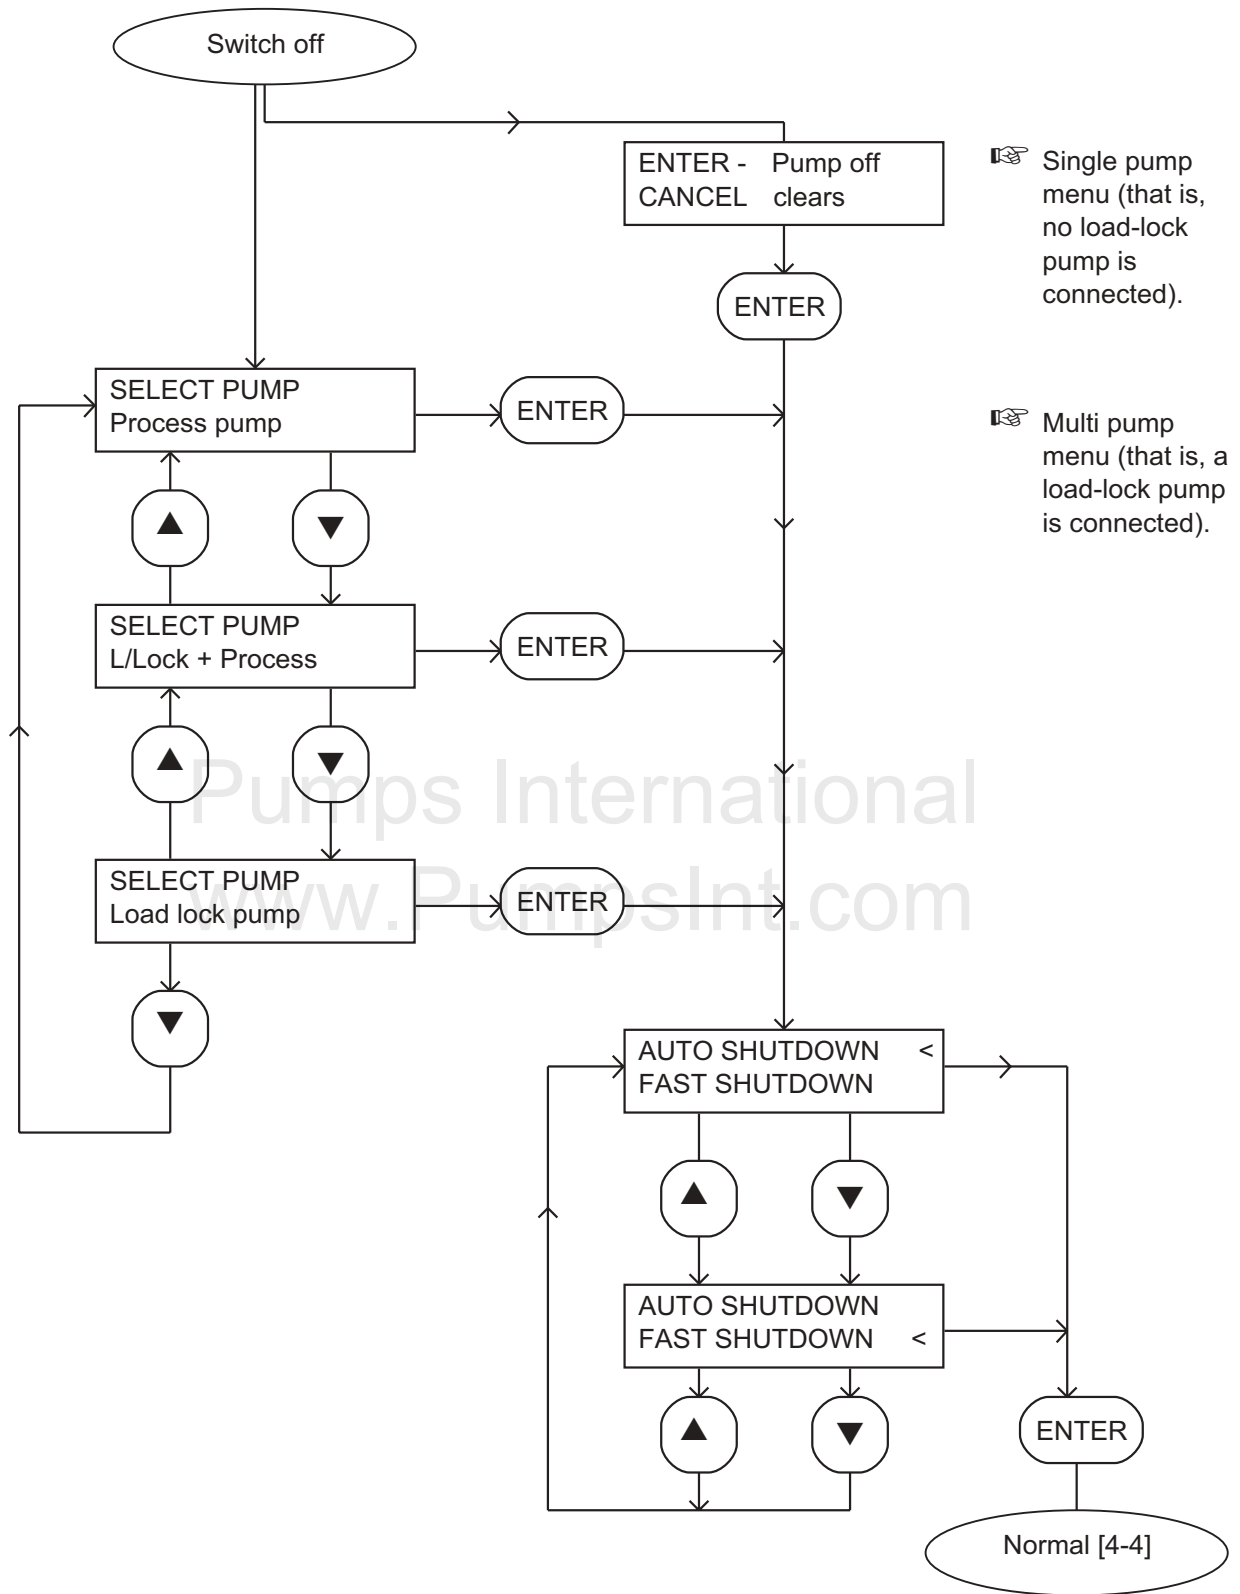 Switch off
ENTER - Pump off
CANCEL clears
☞ Single pump
menu (that is,
no load-lock
pump is
connected).
ENTER
SELECT PUMP
Process pump
ENTER
☞ Multi pump
menu (that is, a
load-lock pump
is connected).
▲ ▼
SELECT PUMP
L/Lock + Process
ENTER
▲ ▼
Pumps International
www.PumpsInt.com
SELECT PUMP
Load lock pump
ENTER
▼
AUTO SHUTDOWN <
FAST SHUTDOWN
▲ ▼
AUTO SHUTDOWN
FAST SHUTDOWN <
▲ ▼
ENTER
Normal [4-4]